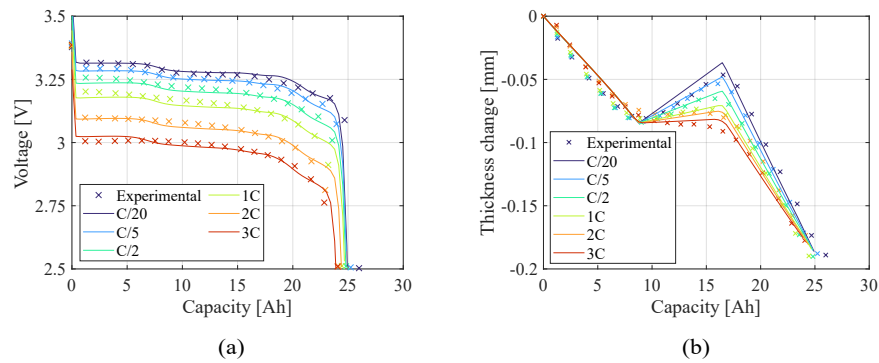 3.5
3.25
3
2.75
2.5
Voltage [V]
0 5 10 15 20 25 30
Capacity [Ah]
Experimental
C/20
C/5
C/2
1C
2C
3C
(a)
0
-0.05
-0.1
-0.15
-0.2
Thickness change [mm]
0 5 10 15 20 25 30
Capacity [Ah]
Experimental
C/20
C/5
C/2
1C
2C
3C
(b)